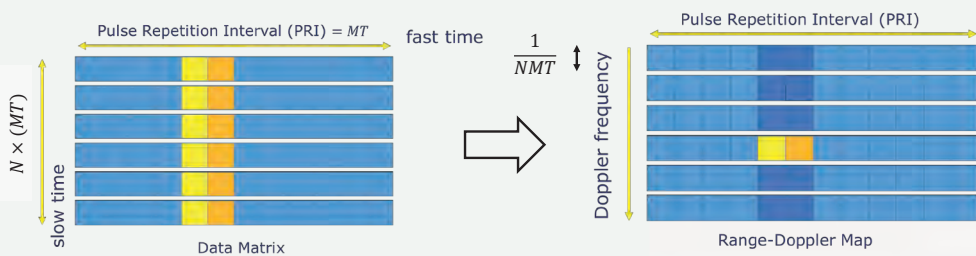 Pulse Repetition Interval (PRI) = MT
fast time
N × (MT)
slow time
Data Matrix
1
NMT
Pulse Repetition Interval (PRI)
Doppler frequency
Range-Doppler Map